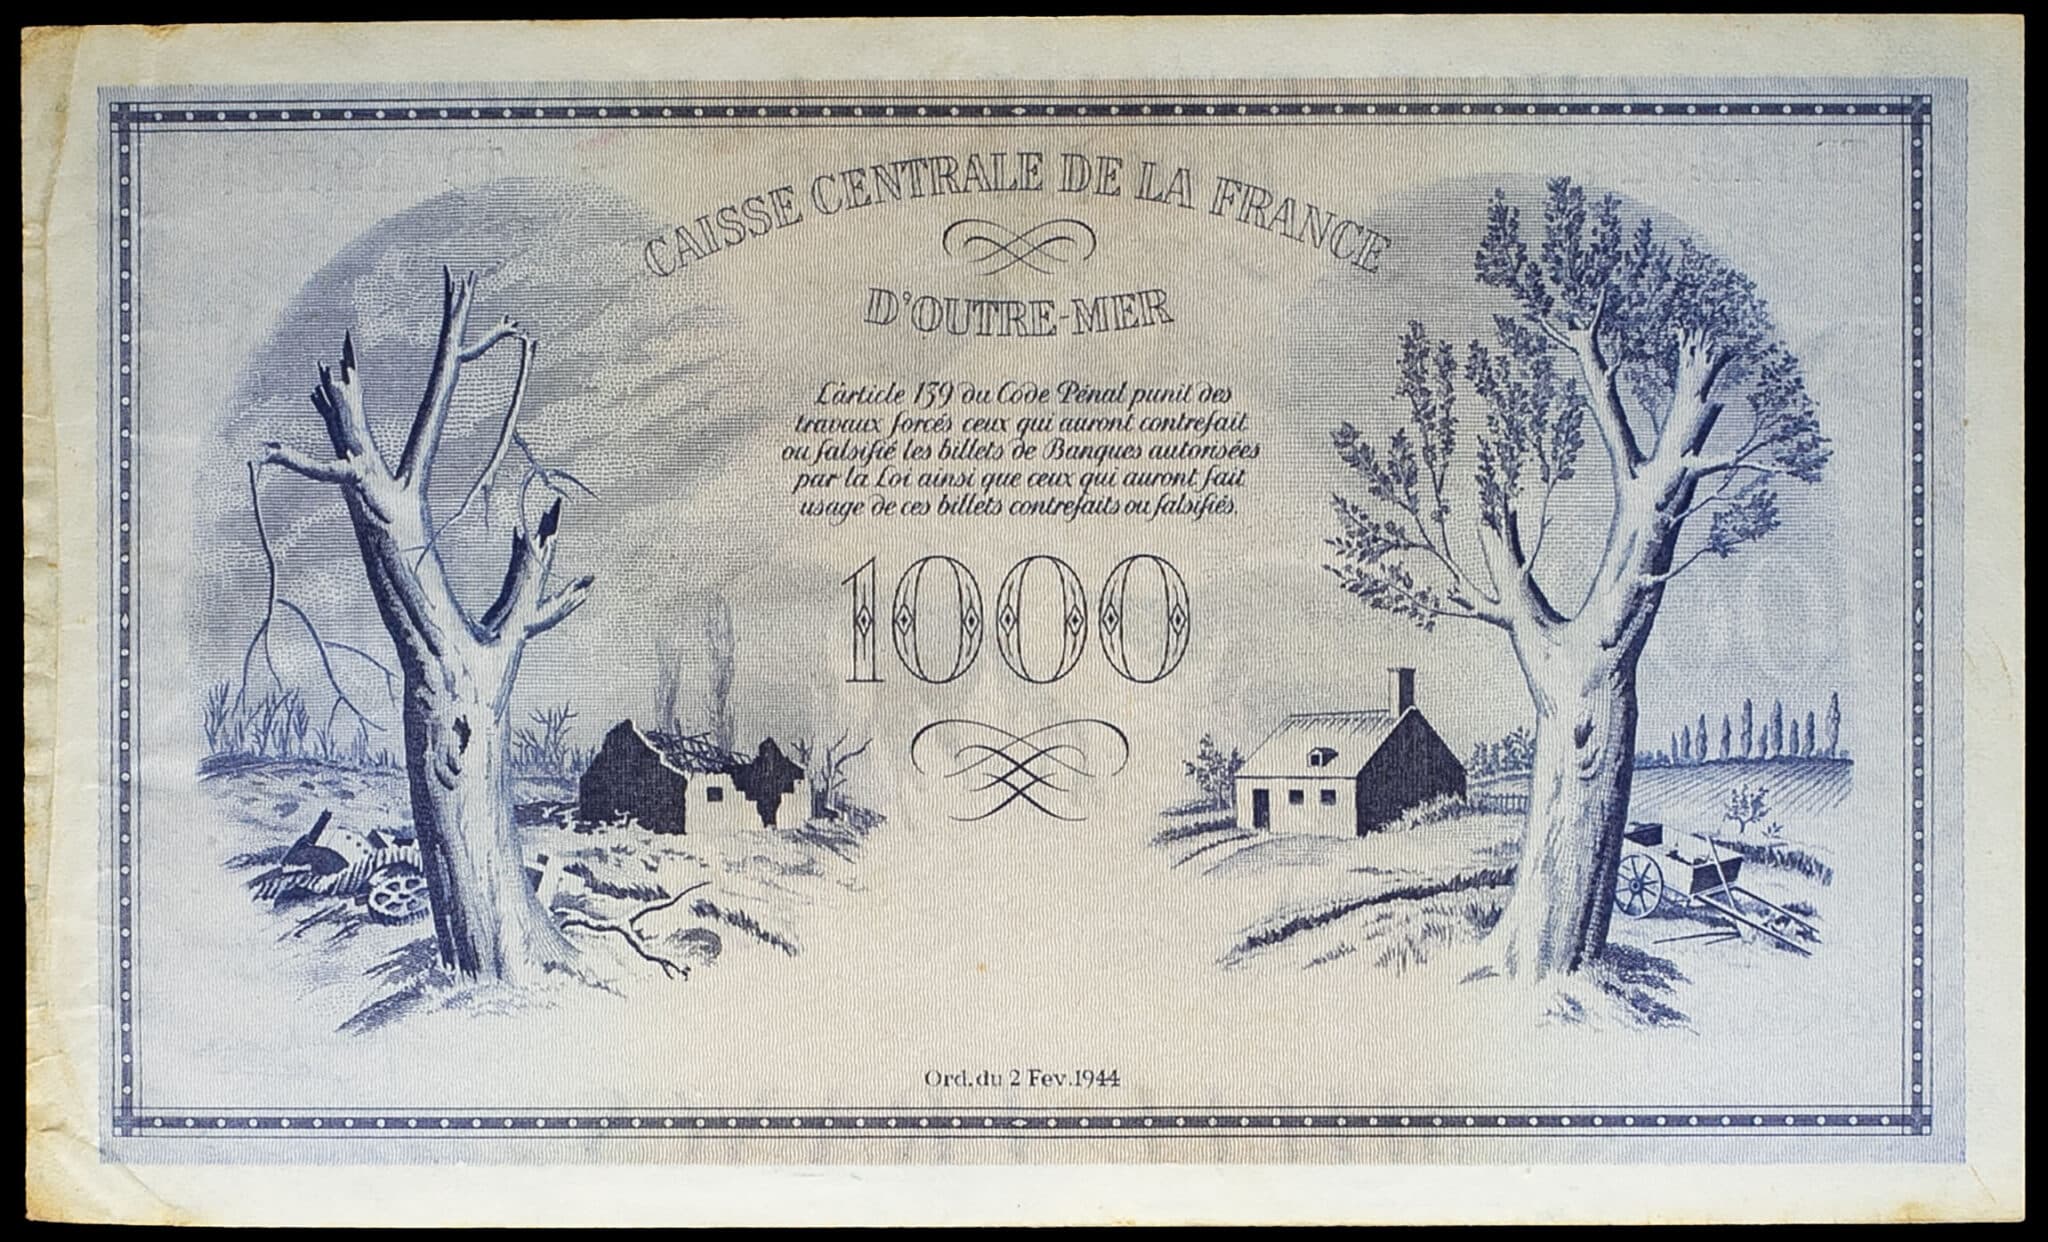 CAISSE CENTRALE DE LA FRANCE
D'OUTRE-MER
L'article 139 du Code Pénal punit des
travaux forcés ceux qui auront contrefait
ou falsifié les billets de Banques autorisées
par la Loi ainsi que ceux qui auront fait
usage de ces billets contrefaits ou falsifiés.
1000
Ord. du 2 Fev. 1944